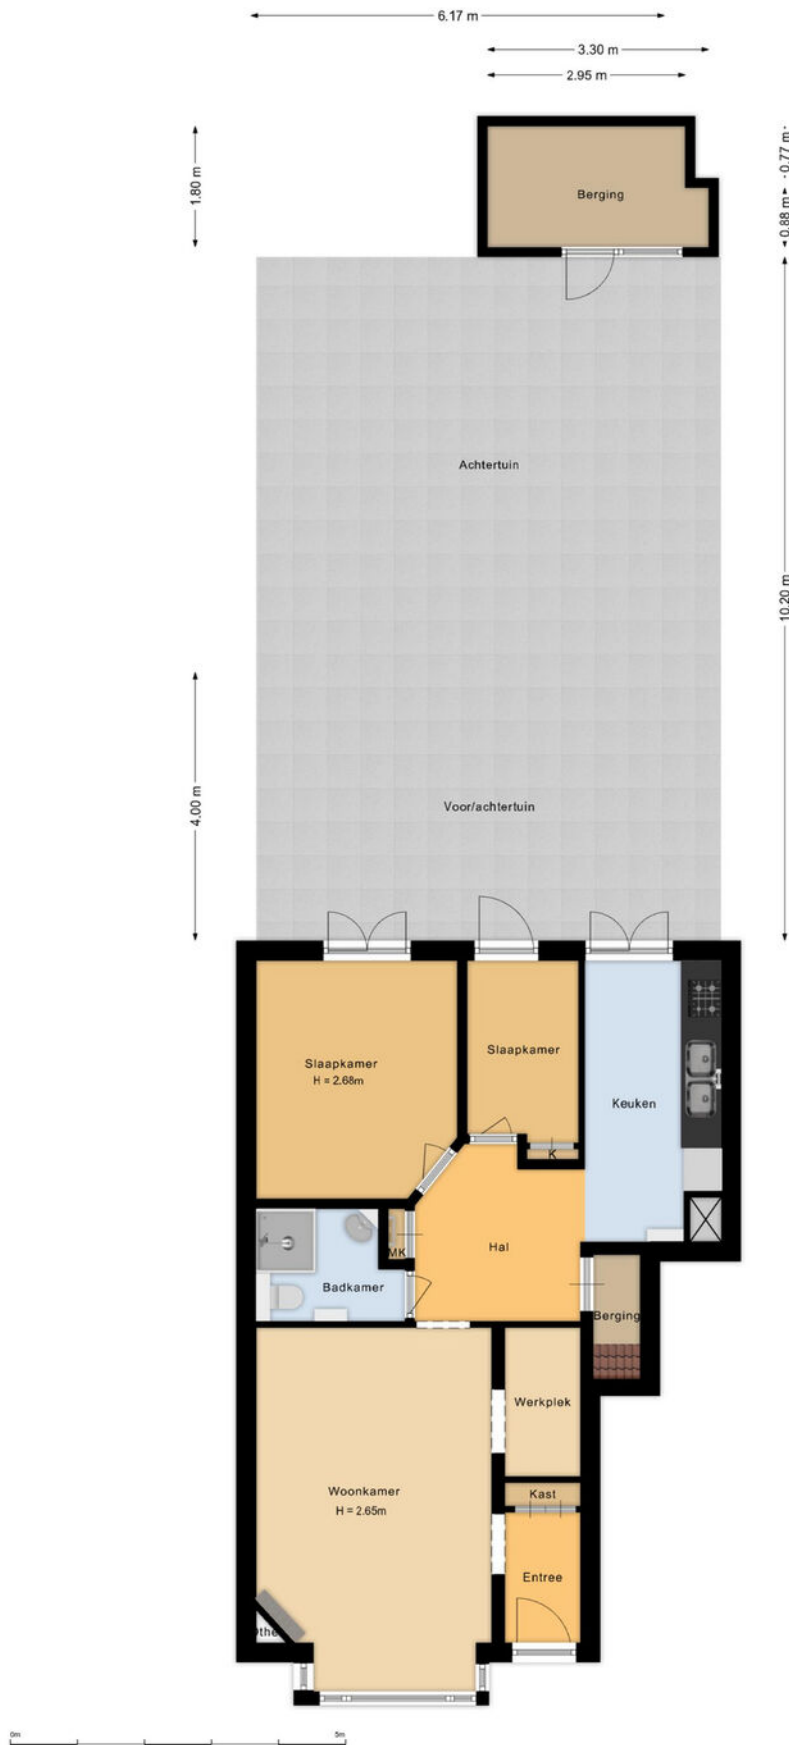 6.17 m
3.30 m
2.95 m
1.80 m
0.77 m
0.88 m
Berging
Achtertuin
10.20 m
4.00 m
Voor/achtertuin
Slaapkamer
H = 2.68m
Slaapkamer
Keuken
K
MK
Hal
Badkamer
Berging
Werkplek
Woonkamer
H = 2.65m
Kast
Entree
0m
5m